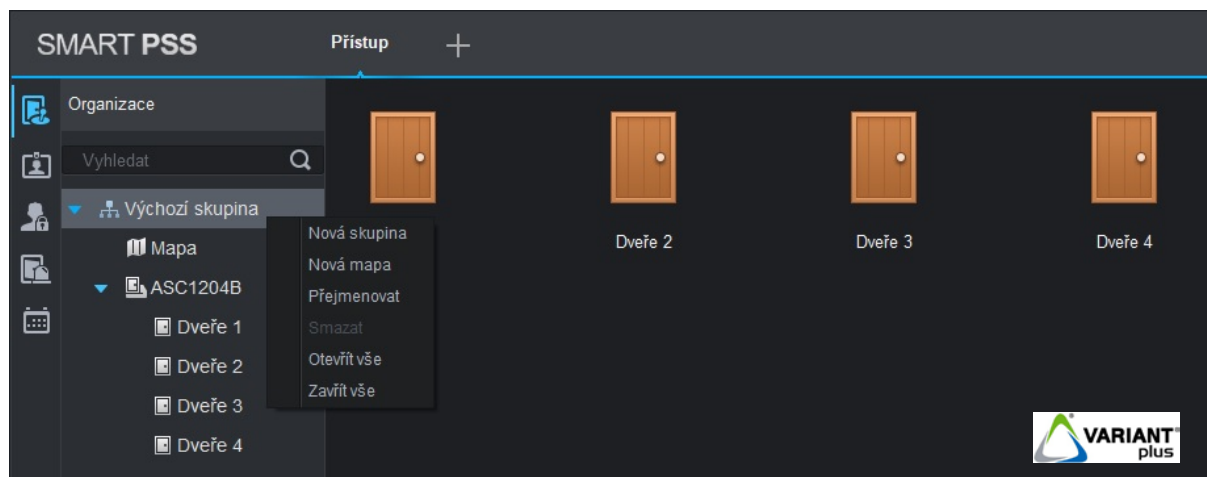 SMART PSS
Přístup
Organizace
Vyhledat
Výchozí skupina
Mapa
ASC1204B
Dveře 1
Dveře 2
Dveře 3
Dveře 4
Nová skupina
Nová mapa
Přejmenovat
Smazat
Otevřít vše
Zavřít vše
Dveře 2
Dveře 3
Dveře 4
VARIANT®
plus